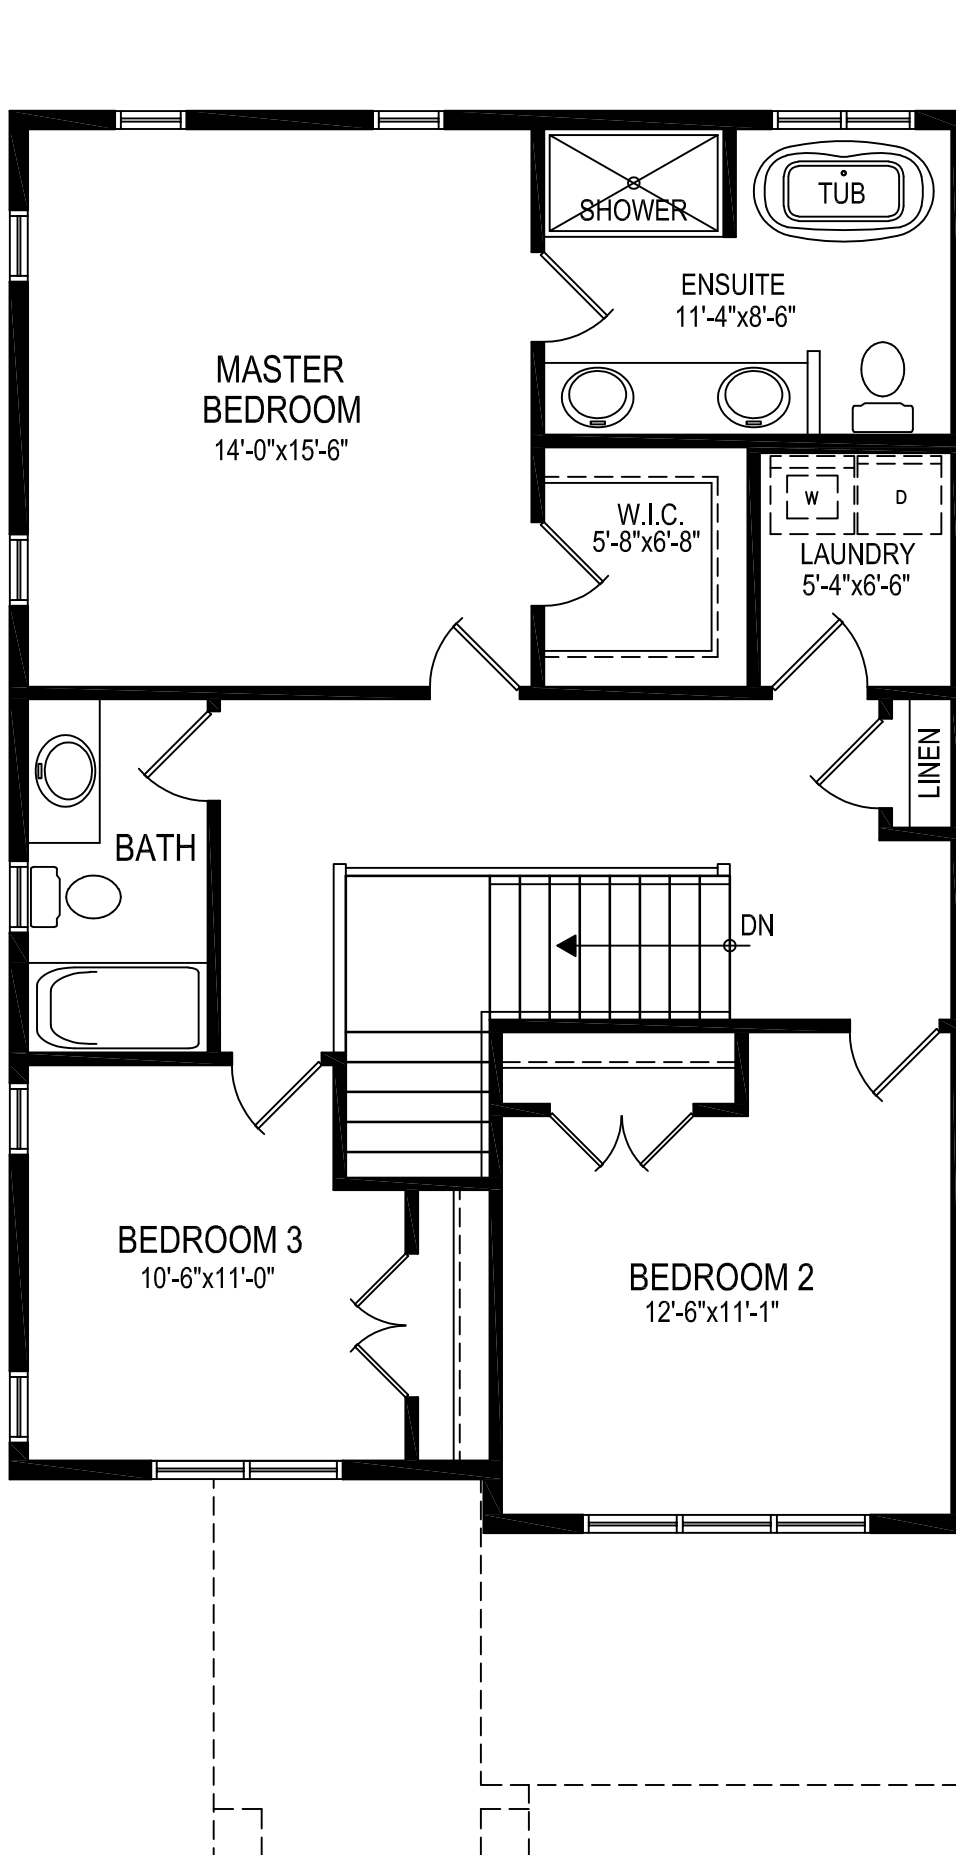 SHOWER
TUB
ENSUITE
11'-4"x8'-6"
MASTER
BEDROOM
14'-0"x15'-6"
W.I.C.
5'-8"x6'-8"
W
D
LAUNDRY
5'-4"x6'-6"
LINEN
BATH
DN
BEDROOM 3
10'-6"x11'-0"
BEDROOM 2
12'-6"x11'-1"